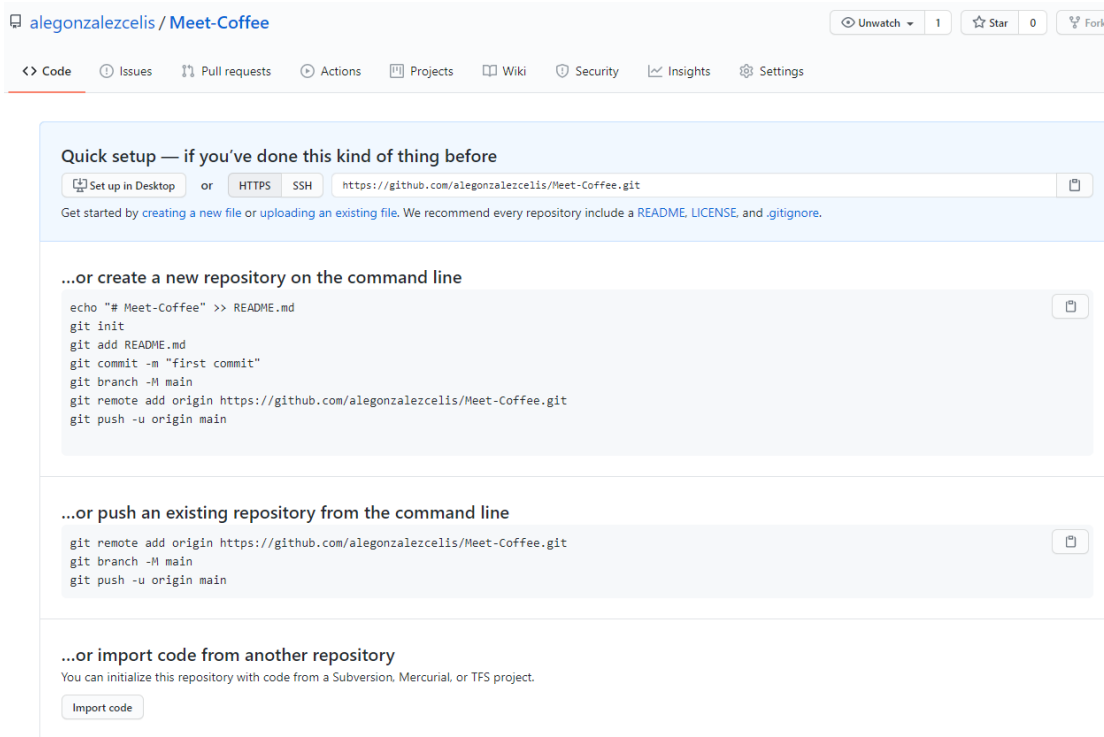 alegonzalezcelis / Meet-Coffee
Unwatch 1 Star 0 Fork
Code Issues Pull requests Actions Projects Wiki Security Insights Settings
Quick setup — if you’ve done this kind of thing before
Set up in Desktop or HTTPS SSH https://github.com/alegonzalezcelis/Meet-Coffee.git
Get started by creating a new file or uploading an existing file. We recommend every repository include a README, LICENSE, and .gitignore.
…or create a new repository on the command line
echo "# Meet-Coffee" >> README.md
git init
git add README.md
git commit -m "first commit"
git branch -M main
git remote add origin https://github.com/alegonzalezcelis/Meet-Coffee.git
git push -u origin main
…or push an existing repository from the command line
git remote add origin https://github.com/alegonzalezcelis/Meet-Coffee.git
git branch -M main
git push -u origin main
…or import code from another repository
You can initialize this repository with code from a Subversion, Mercurial, or TFS project.
Import code